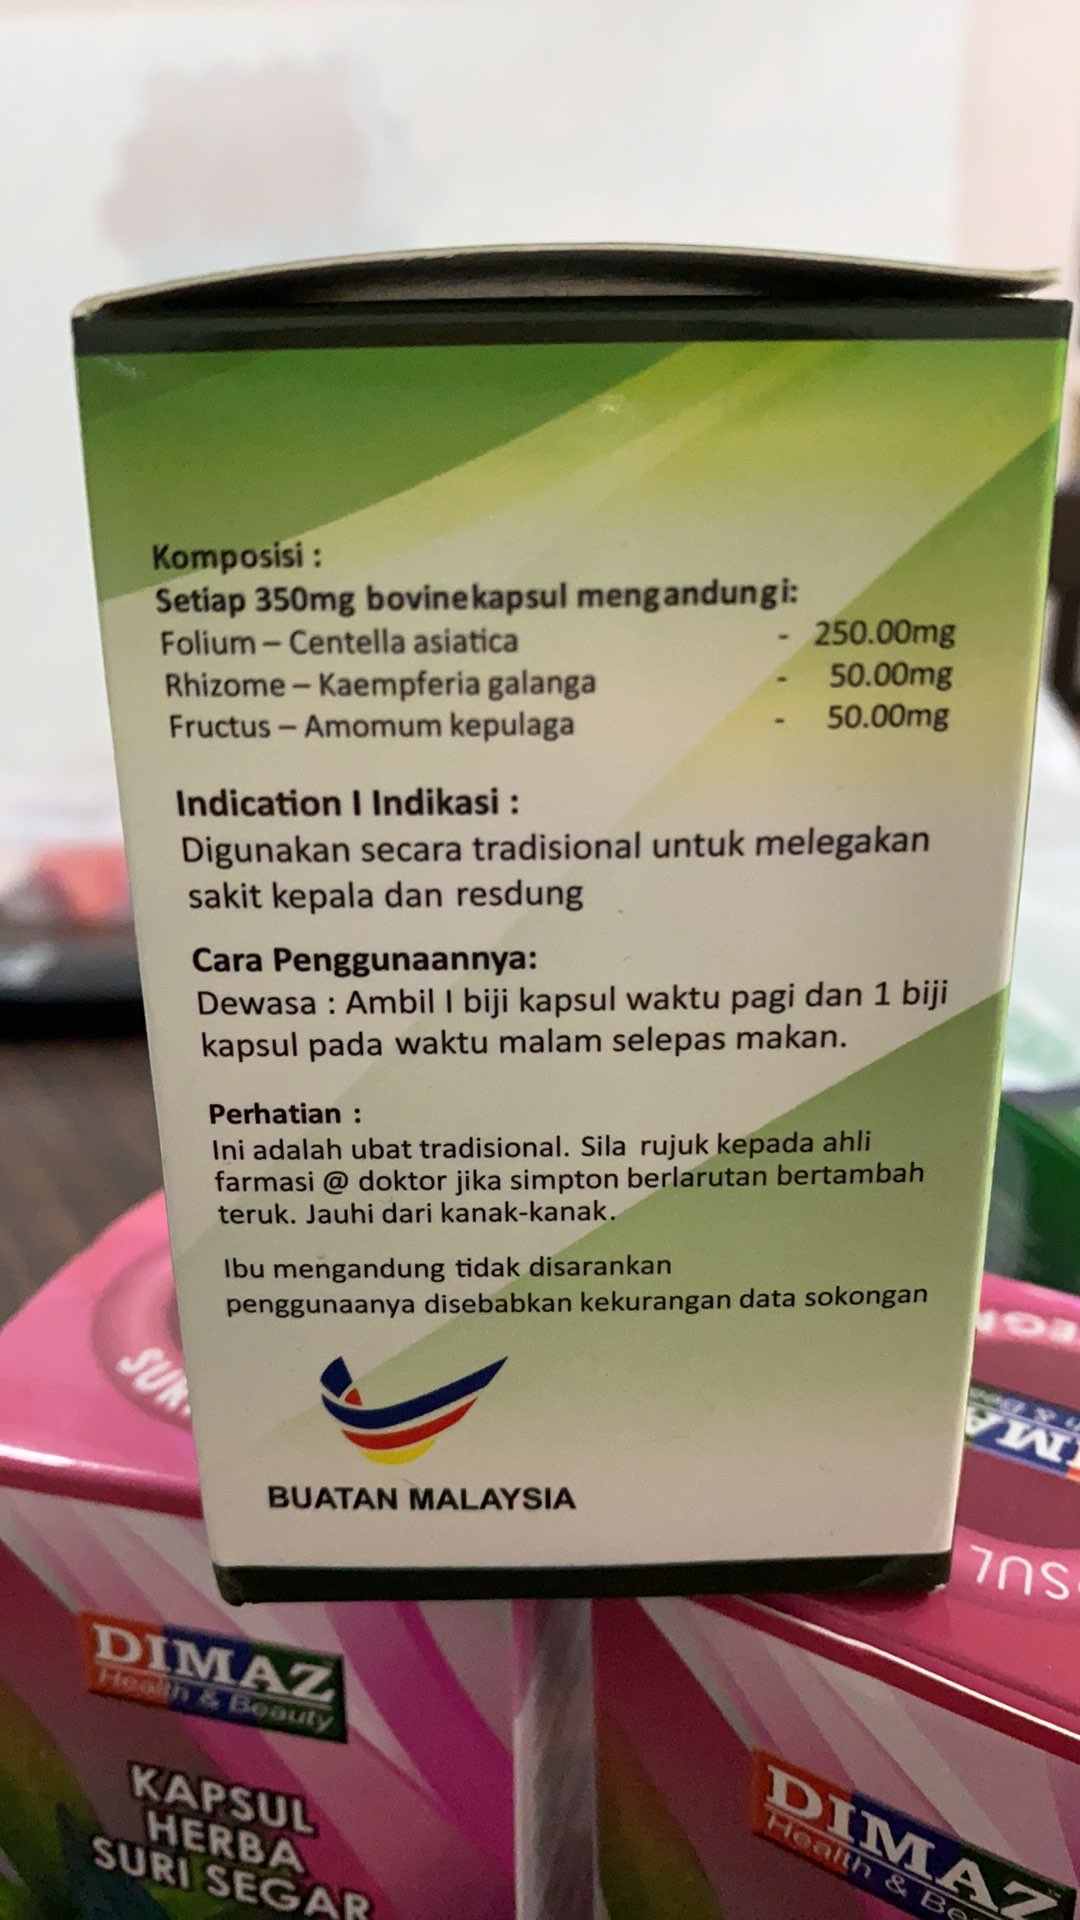 Komposisi :
Setiap 350mg bovinekapsul mengandungi:
Folium – Centella asiatica - 250.00mg
Rhizome – Kaempferia galanga - 50.00mg
Fructus – Amomum kepulaga - 50.00mg
Indication I Indikasi :
Digunakan secara tradisional untuk melegakan
sakit kepala dan resdung
Cara Penggunaannya:
Dewasa : Ambil I biji kapsul waktu pagi dan 1 biji
kapsul pada waktu malam selepas makan.
Perhatian :
Ini adalah ubat tradisional. Sila rujuk kepada ahli
farmasi @ doktor jika simpton berlarutan bertambah
teruk. Jauhi dari kanak-kanak.
Ibu mengandung tidak disarankan
penggunaanya disebabkan kekurangan data sokongan
BUATAN MALAYSIA
DIMAZ
Health & Beauty
KAPSUL
HERBA
SURI SEGAR
DIMAZ
Health &